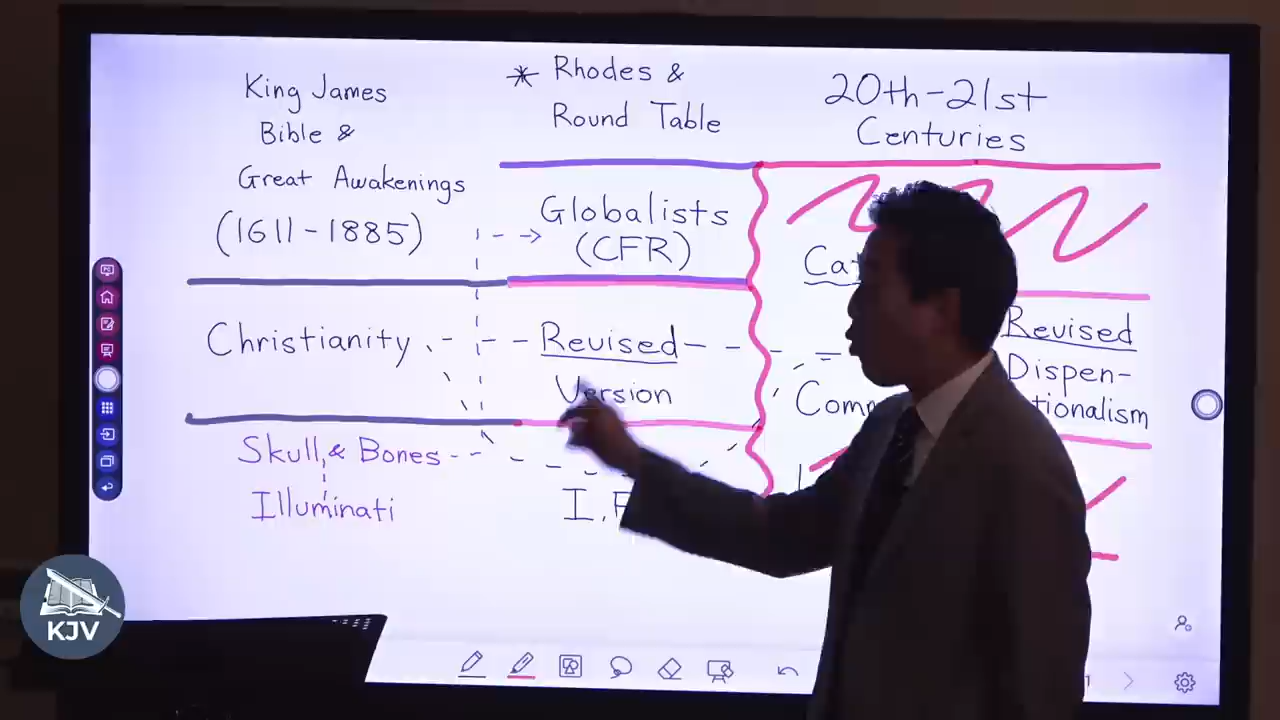 King James
Bible &
Great Awakenings
(1611-1885)
* Rhodes &
Round Table
20th-21st
Centuries
Globalists
(CFR)
Christianity
Revised
Version
Revised
Dispen-
Skull & Bones
Illuminati
KJV